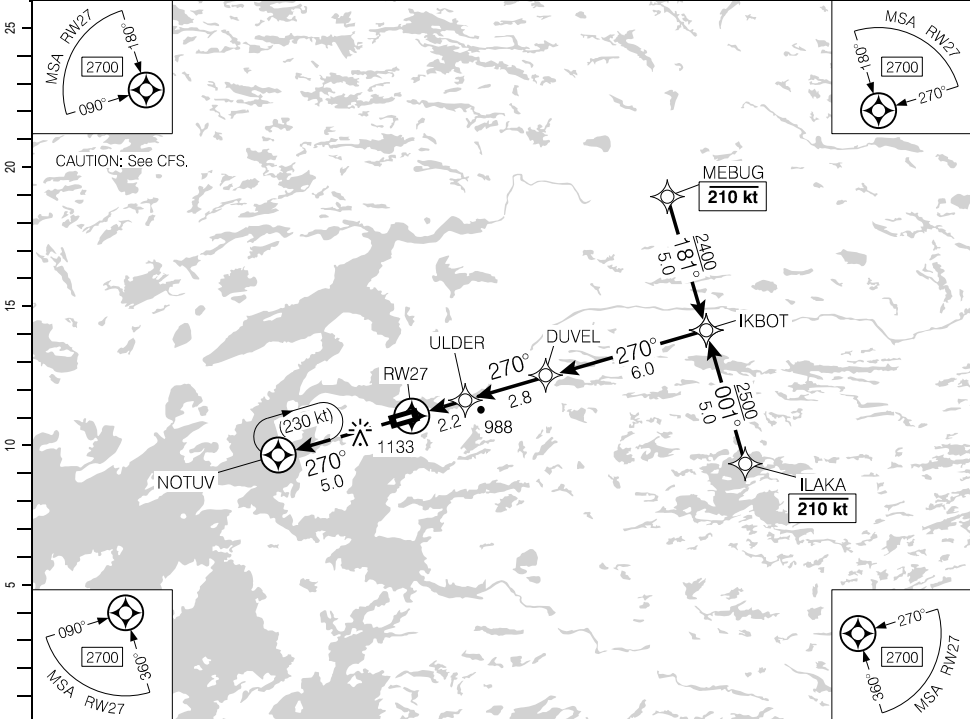 25
20
15
10
5
MSA RW27
180°
2700
090°
MSA RW27
180°
2700
270°
CAUTION: See CFS.
MEBUG
210 kt
2400
181°
5.0
IKBOT
DUVEL
ULDER
270°
6.0
270°
2.8
RW27
2.2
988
(230 kt)
1133
NOTUV
270°
5.0
2500
001°
5.0
ILAKA
210 kt
090°
2700
360°
MSA RW27
270°
2700
360°
MSA RW27